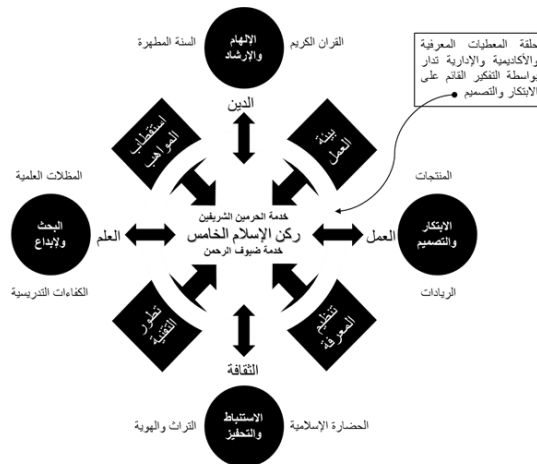 القران الكريم
الإلهام
والإرشاد
السنة المطهرة
حلقة المعطيات المعرفية
والأكاديمية والإدارية تدار
بواسطة التفكير القائم على
الابتكار والتصميم
الدين
استقطاب
المواهب
بيئة
العمل
المظلات العلمية
المنتجات
البحث
ولإبداع
العلم
خدمة الحرمين الشريفين
ركن الإسلام الخامس
خدمة ضيوف الرحمن
العمل
الابتكار
والتصميم
الكفاءات التدريسية
الريادات
تطور
التقنية
تنظيم
المعرفة
الثقافة
الحضارة الإسلامية
الاستنباط
والتحفيز
التراث والهوية